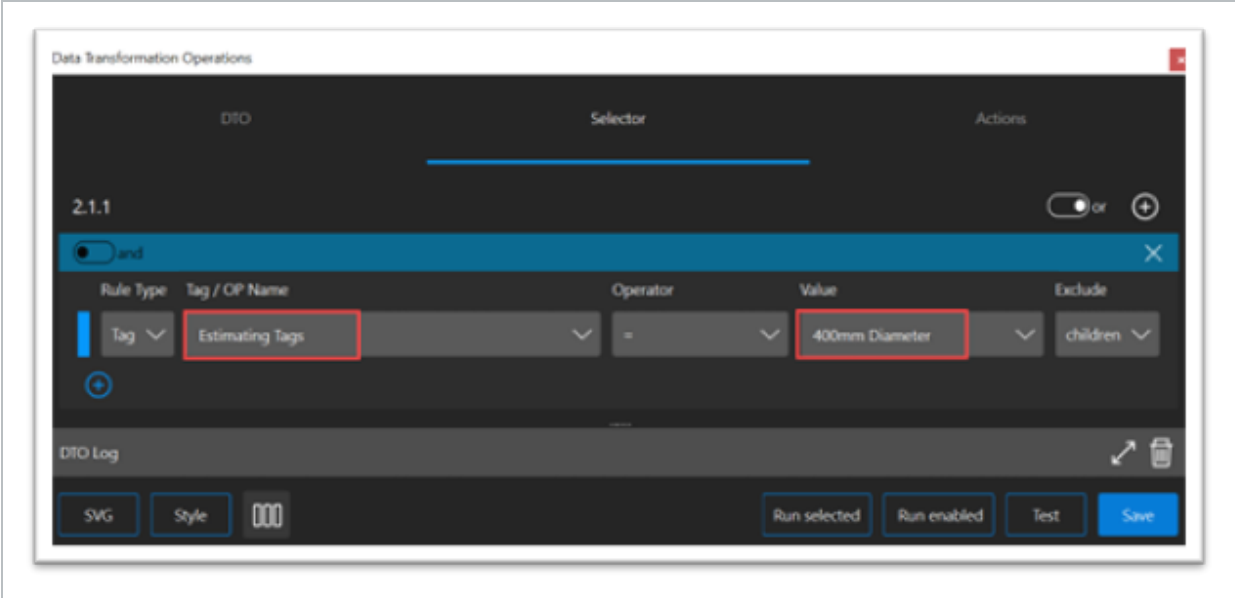 Data Transformation Operations
DTO Selector Actions
2.1.1 or
and
Rule Type Tag / OP Name Operator Value Exclude
Tag Estimating Tags = 400mm Diameter children
DTO Log
SVG Style Run selected Run enabled Test Save